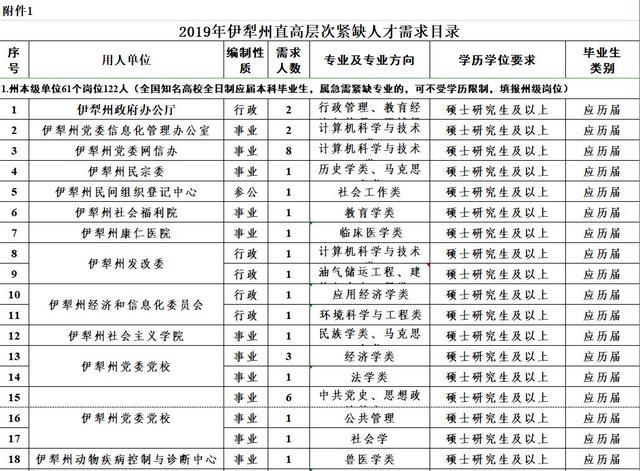 附件1
2019年伊犁州直高层次紧缺人才需求目录
序号 用人单位 编制性质 需求人数 专业及专业方向 学历学位要求 毕业生类别
1.州本级单位61个岗位122人（全国知名高校全日制应届本科毕业生，属急需紧缺专业的，可不受学历限制，填报州级岗位）
1 伊犁州政府办公厅 行政 2 行政管理、教育经 硕士研究生及以上 应历届
2 伊犁州党委信息化管理办公室 事业 2 计算机科学与技术 硕士研究生及以上 应历届
3 伊犁州党委网信办 事业 8 计算机科学与技术 硕士研究生及以上 应历届
4 伊犁州民宗委 事业 1 历史学类、马克思 硕士研究生及以上 应历届
5 伊犁州民间组织登记中心 参公 1 社会工作类 硕士研究生及以上 应历届
6 伊犁州社会福利院 事业 1 教育学类 硕士研究生及以上 应历届
7 伊犁州康仁医院 事业 1 临床医学类 硕士研究生及以上 应历届
8 伊犁州发改委 行政 1 计算机科学与技术 硕士研究生及以上 应历届
9 行政 1 油气储运工程、建 硕士研究生及以上 应历届
10 伊犁州经济和信息化委员会 行政 1 应用经济学类 硕士研究生及以上 应历届
11 行政 1 环境科学与工程类 硕士研究生及以上 应历届
12 伊犁州社会主义学院 事业 1 民族学类、马克思 硕士研究生及以上 应历届
13 伊犁州党委党校 事业 3 经济学类 硕士研究生及以上 应历届
14 事业 1 法学类 硕士研究生及以上 应历届
15 伊犁州党委党校 事业 6 中共党史、思想政 硕士研究生及以上 应历届
16 事业 1 公共管理 硕士研究生及以上 应历届
17 事业 1 社会学 硕士研究生及以上 应历届
18 伊犁州动物疾病控制与诊断中心 事业 1 兽医学类 硕士研究生及以上 应历届